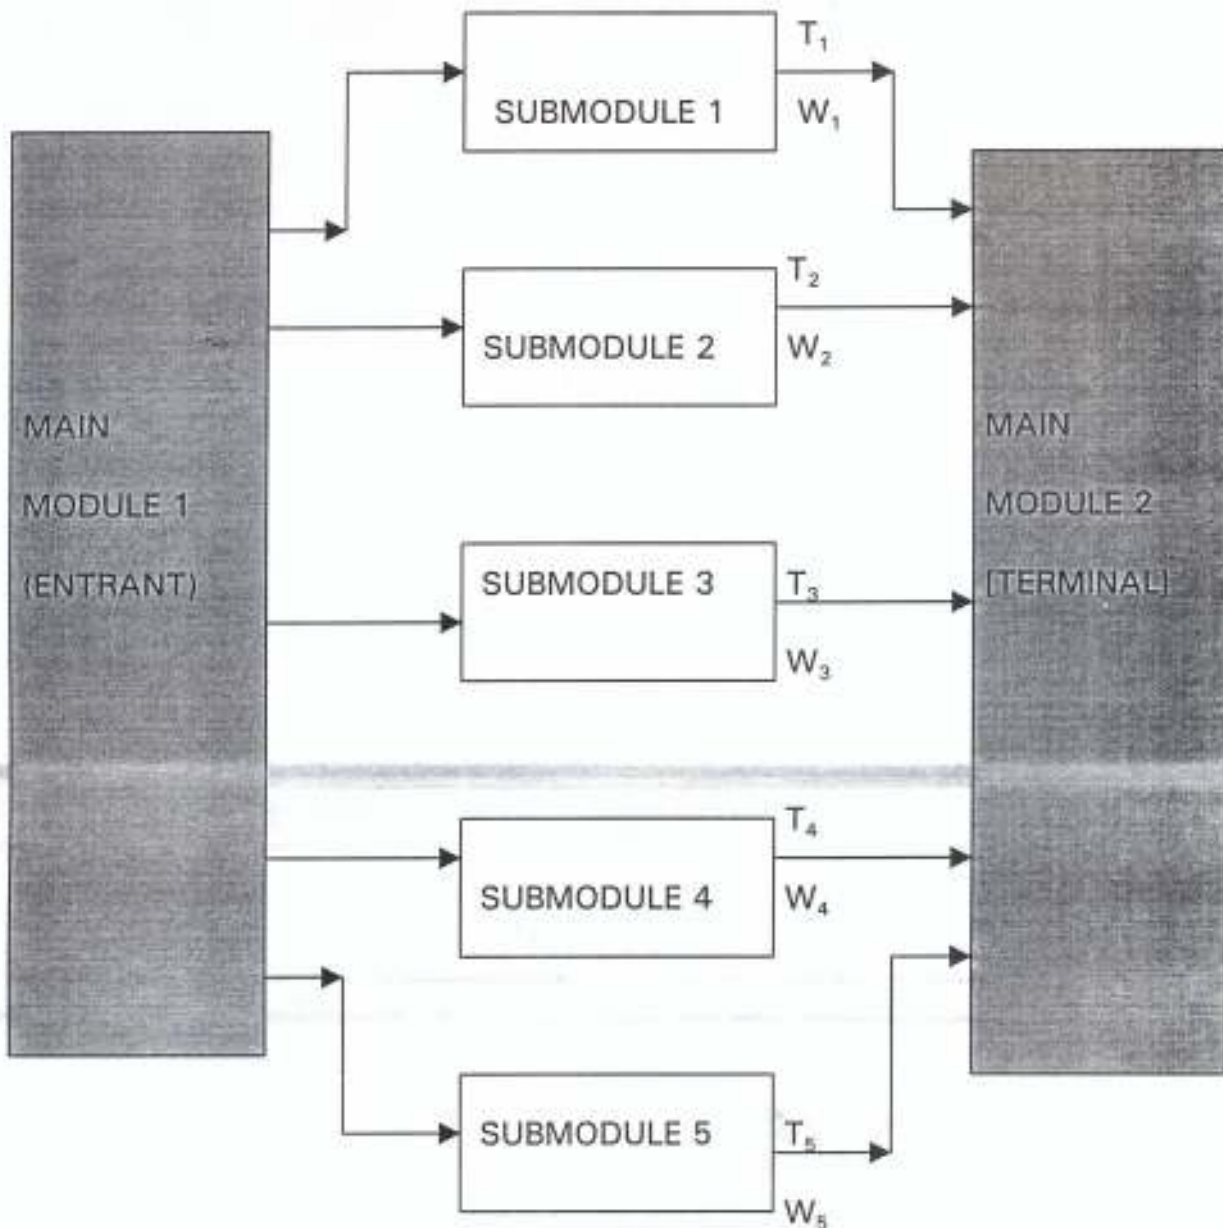 T₁
SUBMODULE 1
W₁
T₂
SUBMODULE 2
W₂
MAIN
MODULE 1
(ENTRANT)
MAIN
MODULE 2
[TERMINAL]
SUBMODULE 3
T₃
W₃
T₄
SUBMODULE 4
W₄
SUBMODULE 5
T₅
W₅